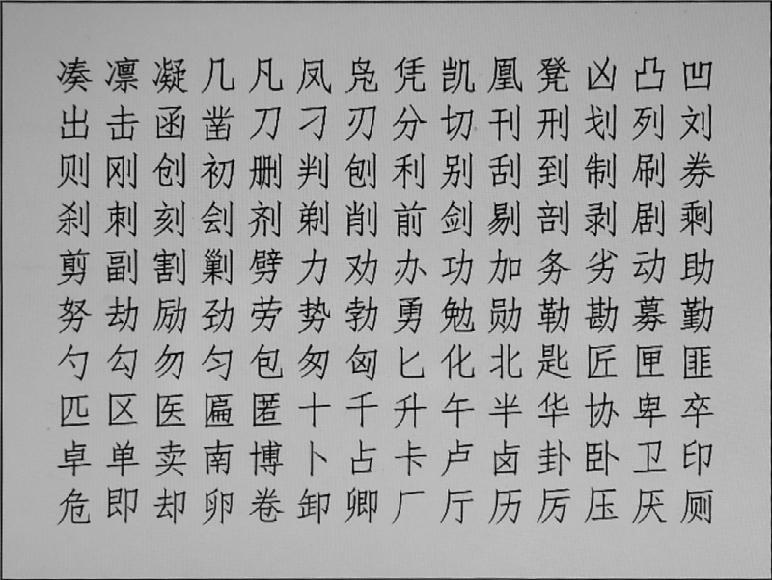 凑凛凝几凡凤凫凭凯凰凳凶凸凹
出击函凿刀刁刃分切刊刑划列刘
则刚创初删判刨利别刮到制刷券
刹刺刻刽剂剃削前剑剔剖剥剧剩
剪副割剿劈力劝办功加务劣动助
努劫励劲劳势勃勇勉勋勒勘募勤
勺勾勿匀包匆匈匕化北匙匠匣匪
匹区医匾匿十千升午半华协卑卒
卓单卖南博卜占卡卢卤卦卧卫印
危即却卵卷卸卿厂厅历厉压厌厕